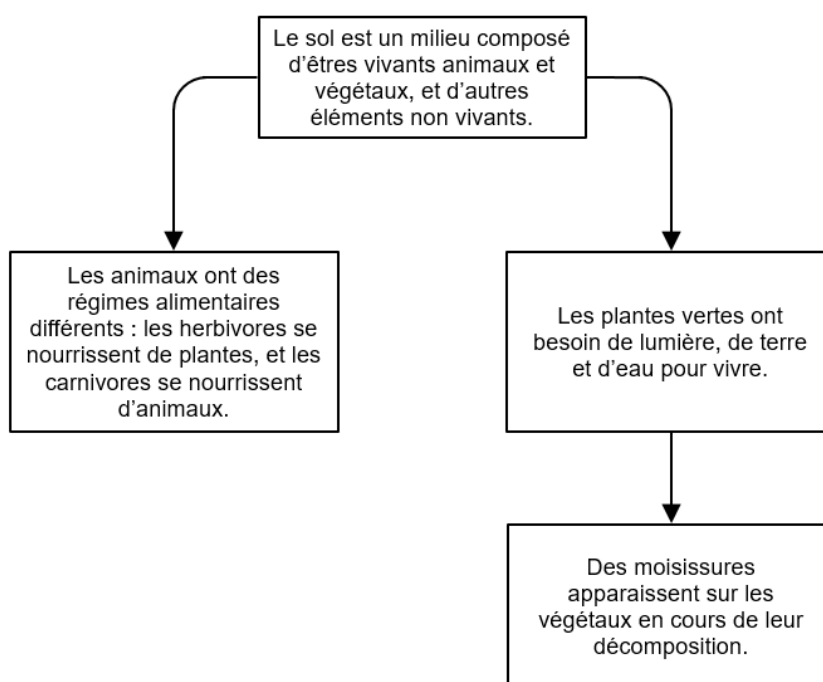 Le sol est un milieu composé
d'êtres vivants animaux et
végétaux, et d'autres
éléments non vivants.
Les animaux ont des
régimes alimentaires
différents : les herbivores se
nourrissent de plantes, et les
carnivores se nourrissent
d'animaux.
Les plantes vertes ont
besoin de lumière, de terre
et d'eau pour vivre.
Des moisissures
apparaissent sur les
végétaux en cours de leur
décomposition.